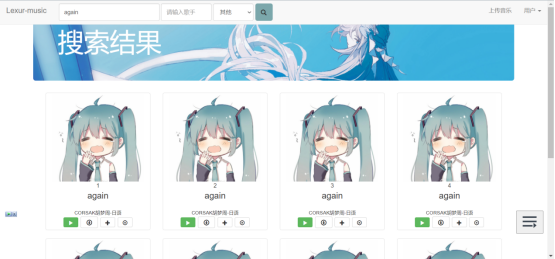 Lexur-music
again
请输入歌手
其他
上传音乐
用户
搜索结果
1
2
3
4
again
again
again
again
CORSAK胡梦周-日语
CORSAK胡梦周-日语
CORSAK胡梦周-日语
CORSAK胡梦周-日语